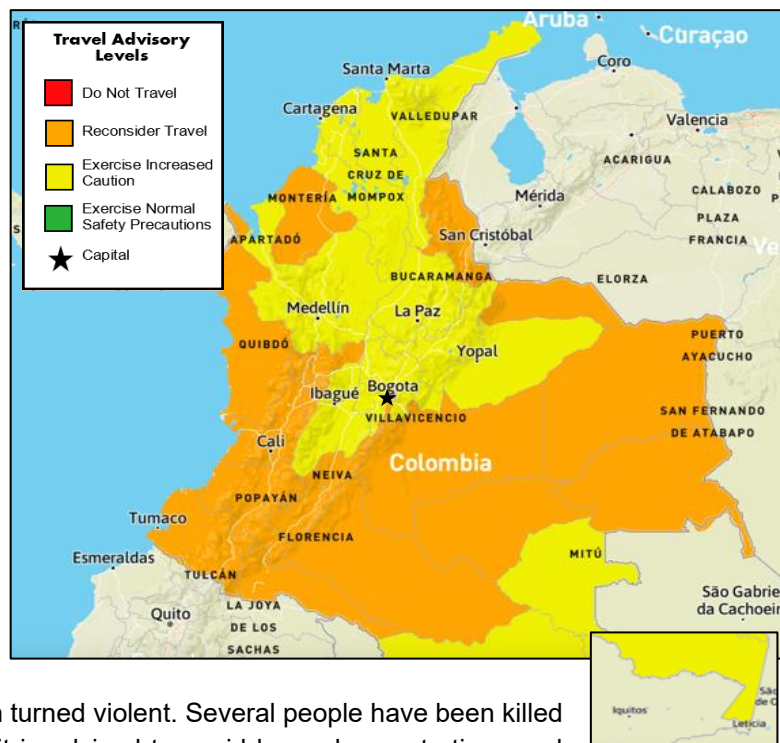 Travel Advisory
Levels
Do Not Travel
Reconsider Travel
Exercise Increased
Caution
Exercise Normal
Safety Precautions
Capital
Aruba
Curaçao
Coro
Santa Marta
Cartagena
VALLEDUPAR
Valencia
SANTA
CRUZ DE
MOMPOX
ACARIGUA
MONTERÍA
Mérida
CALABOZO
PLAZA
FRANCIA
APARTADÓ
San Cristóbal
BUCARAMANGA
ELORZA
Medellín
La Paz
PUERTO
AYACUCHO
QUIBDÓ
Yopal
Ibagué
Bogota
VILLAVICENCIO
SAN FERNANDO
DE ATABAPO
Cali
Colombia
NEIVA
POPAYÁN
Tumaco
FLORENCIA
Esmeraldas
MITÚ
TULCÁN
Quito
LA JOYA
DE LOS
SACHAS
São Gabrie
da Cachoeir
Iquitos
Leticia
turned violent. Several people have been killed